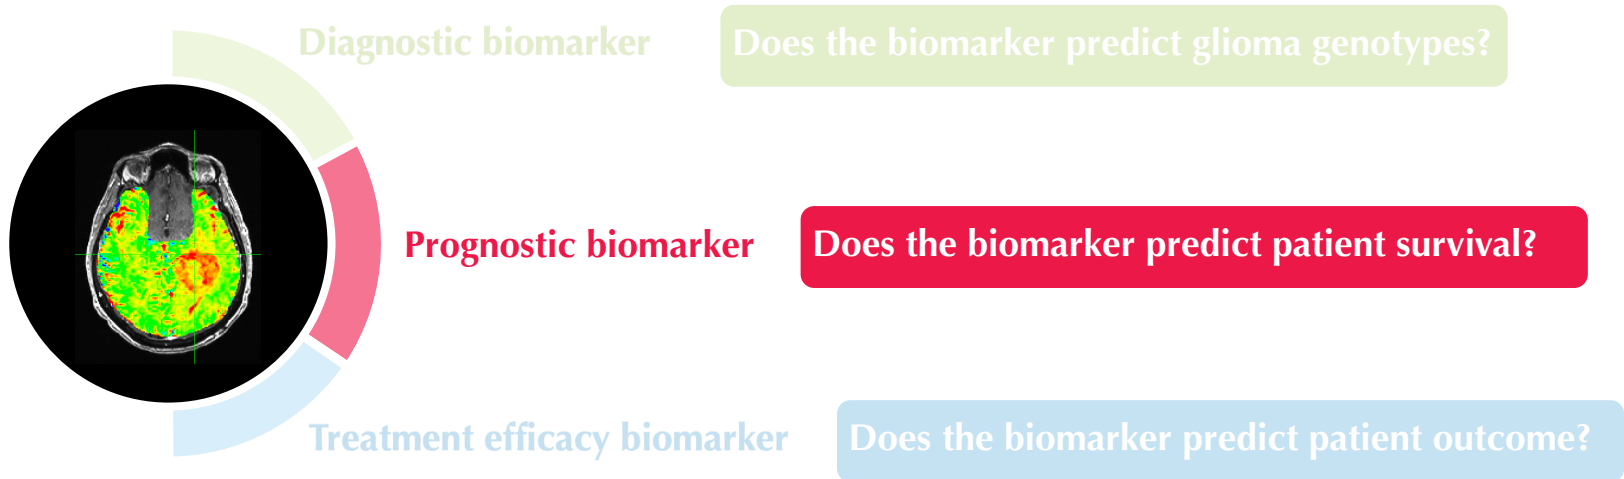 Diagnostic biomarker Does the biomarker predict glioma genotypes?
Prognostic biomarker Does the biomarker predict patient survival?
Treatment efficacy biomarker Does the biomarker predict patient outcome?